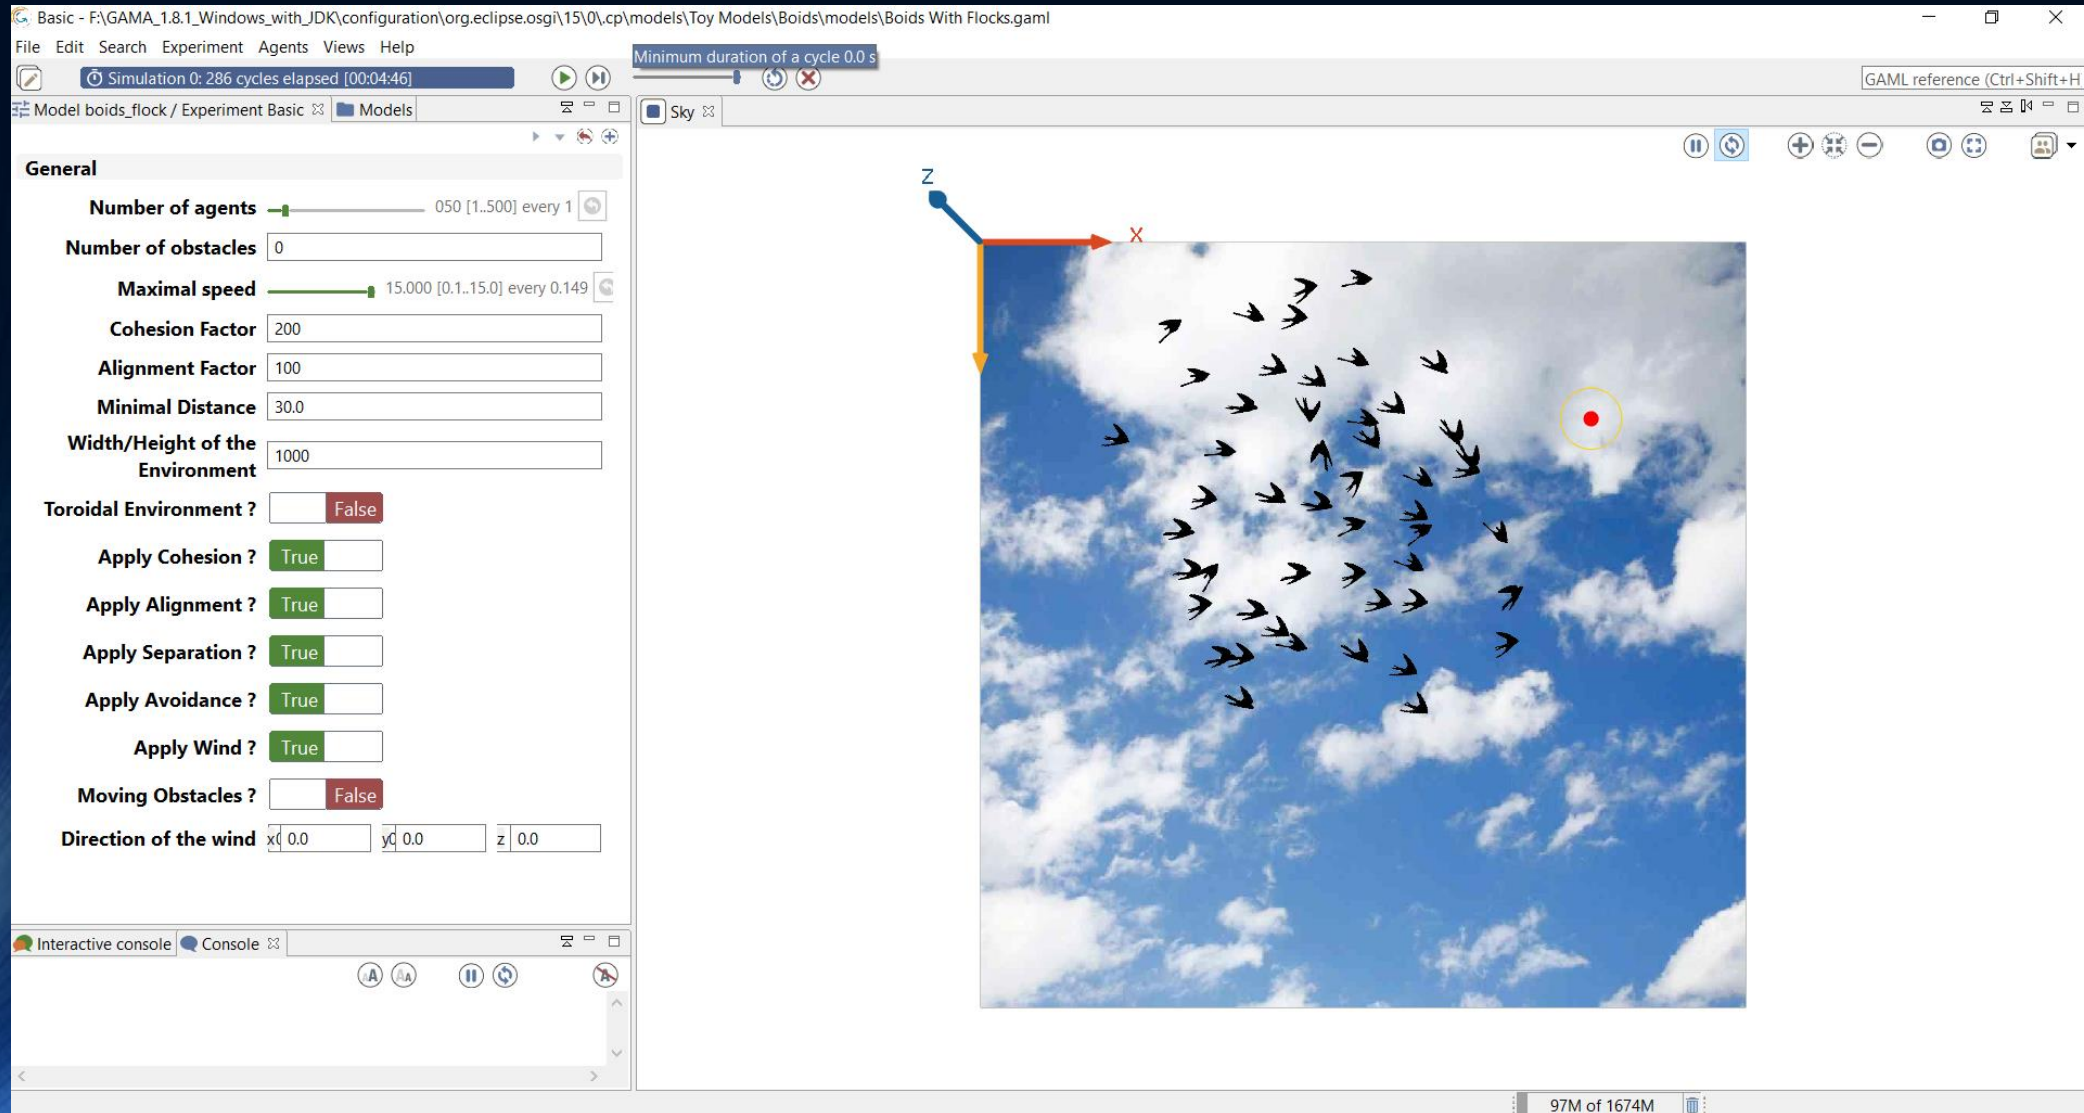 Basic - F:\GAMA_1.8.1_Windows_with_JDK\configuration\org.eclipse.osgi\15\0\.cp\models\Toy Models\Boids\models\Boids With Flocks.gaml
File Edit Search Experiment Agents Views Help
Minimum duration of a cycle 0.0 s
Simulation 0: 286 cycles elapsed [00:04:46]
GAML reference (Ctrl+Shift+H
Model boids_flock / Experiment Basic
Models
Sky
General
Number of agents 050 [1..500] every 1
Number of obstacles 0
Maximal speed 15.000 [0.1..15.0] every 0.149
Cohesion Factor 200
Alignment Factor 100
Minimal Distance 30.0
Width/Height of the
Environment 1000
Toroidal Environment ? False
Apply Cohesion ? True
Apply Alignment ? True
Apply Separation ? True
Apply Avoidance ? True
Apply Wind ? True
Moving Obstacles ? False
Direction of the wind x 0.0 y 0.0 z 0.0
Z
X
Interactive console
Console
97M of 1674M